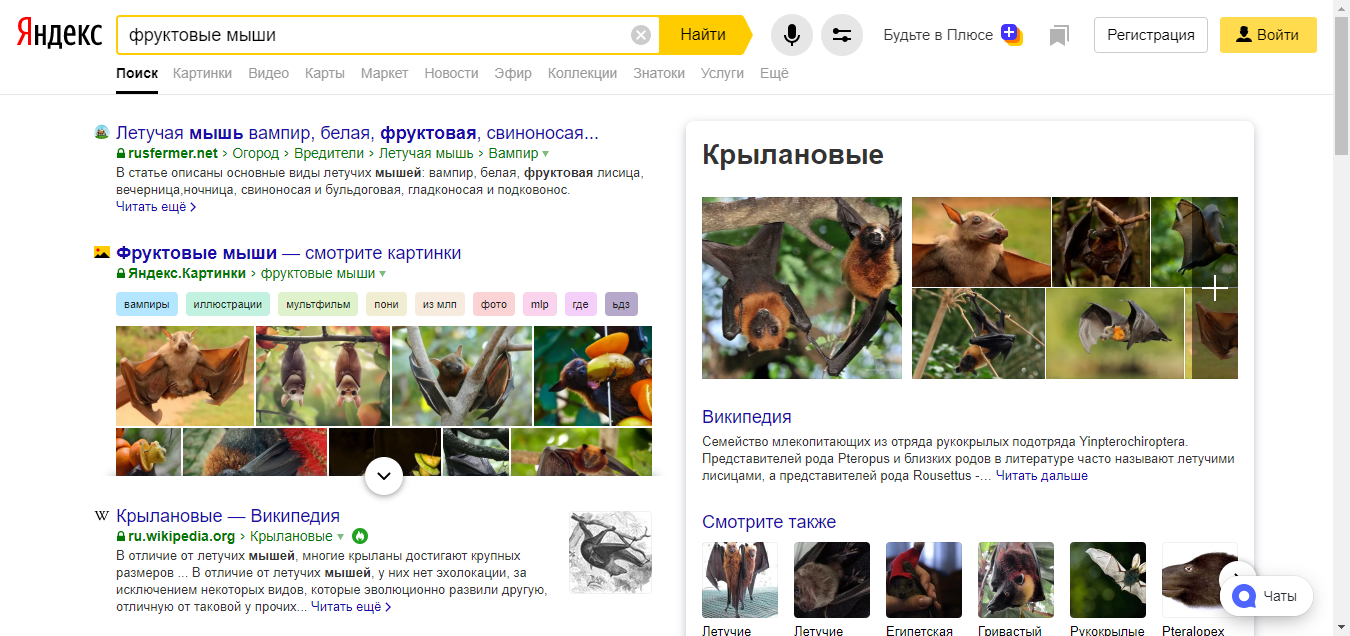 Яндекс
фруктовые мыши
Найти
Будьте в Плюсе
Регистрация
Войти
Поиск Картинки Видео Карты Маркет Новости Эфир Коллекции Знатоки Услуги Ещё
Летучая мышь вампир, белая, фруктовая, свиноносая...
rusfermer.net › Огород › Вредители › Летучая мышь › Вампир
В статье описаны основные виды летучих мышей: вампир, белая, фруктовая лисица,
вечерница,ночница, свиноносая и бульдоговая, гладконосая и подковонос.
Читать ещё
Фруктовые мыши — смотрите картинки
Яндекс.Картинки › фруктовые мыши
вампиры иллюстрации мультфильм пони из млп фото mlp где ьдз
Крылановые — Википедия
W
ru.wikipedia.org › Крылановые
В отличие от летучих мышей, многие крыланы достигают крупных
размеров ... В отличие от летучих мышей, у них нет эхолокации, за
исключением некоторых видов, которые эволюционно развили другую,
отличную от таковой у прочих... Читать ещё
Крылановые
Википедия
Семейство млекопитающих из отряда рукокрылых подотряда Yinpterochiroptera.
Представителей рода Pteropus и близких родов в литературе часто называют летучими
лисицами, а представителей рода Rousettus -... Читать дальше
Смотрите также
Летучие Летучие Египетская Гривастый Рукокрылые Pteralopex
Чаты